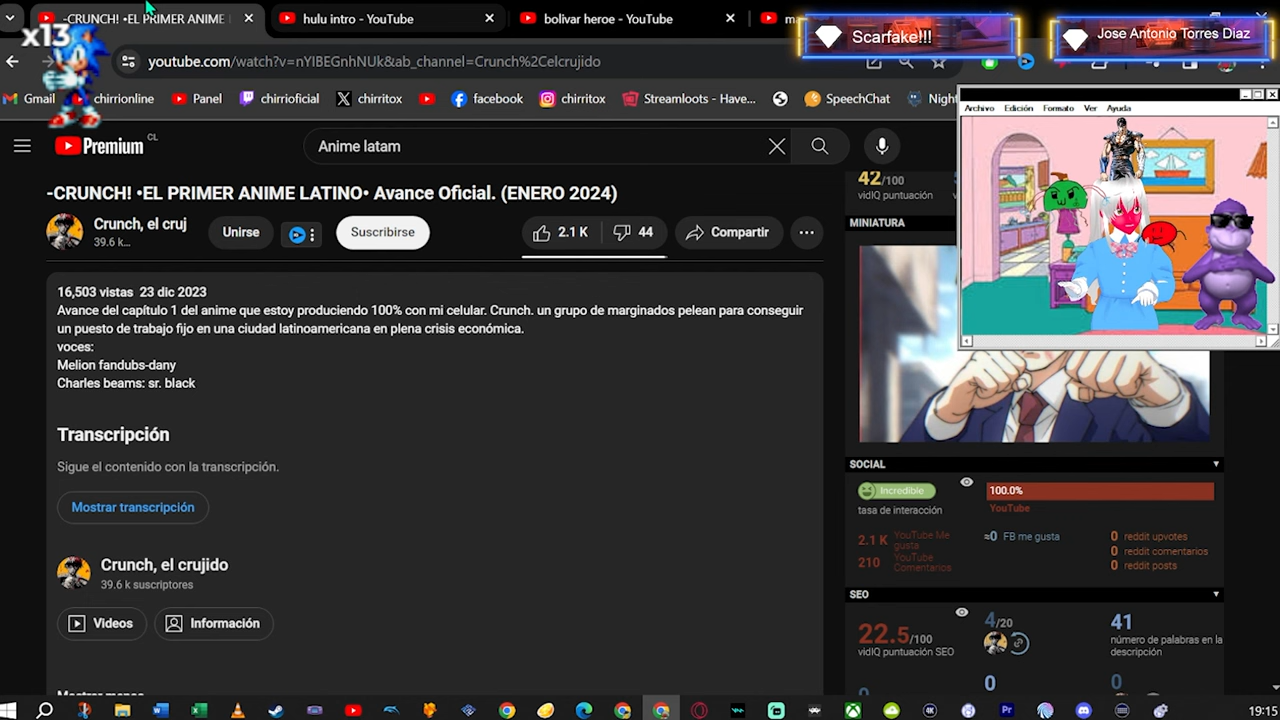 -CRUNCH! •EL PRIMER ANIME
hulu intro - YouTube
bolivar heroe - YouTube
x13
Scarfake!!!
Jose Antonio Torres Diaz
youtube.com/watch?v=nYIBEGnhNUk&ab_channel=Crunch%2Celcrujido
Gmail
chirrionline
Panel
chirrioficial
chirritox
facebook
chirritox
Streamloots - Have...
SpeechChat
Archivo Edición Formato Ver Ayuda
Premium CL
Anime latam
-CRUNCH! •EL PRIMER ANIME LATINO• Avance Oficial. (ENERO 2024)
Crunch, el cruj
39.6 k...
Unirse
Suscribirse
2.1 K
44
Compartir
42/100
vidIQ puntuación
MINIATURA
16,503 vistas 23 dic 2023
Avance del capítulo 1 del anime que estoy produciendo 100% con mi celular. Crunch. un grupo de marginados pelean para conseguir
un puesto de trabajo fijo en una ciudad latinoamericana en plena crisis económica.
voces:
Melion fandubs-dany
Charles beams: sr. black
Transcripción
Sigue el contenido con la transcripción.
Mostrar transcripción
Crunch, el crujido
39.6 k suscriptores
Videos
Información
SOCIAL
Incredible
tasa de interacción
100.0%
YouTube
2.1 K YouTube Me
gusta
210 YouTube
Comentarios
≈0 FB me gusta
0 reddit upvotes
0 reddit comentarios
0 reddit posts
SEO
22.5/100
vidIQ puntuación SEO
4/20
41
número de palabras en la
descripción
0
0
19:15